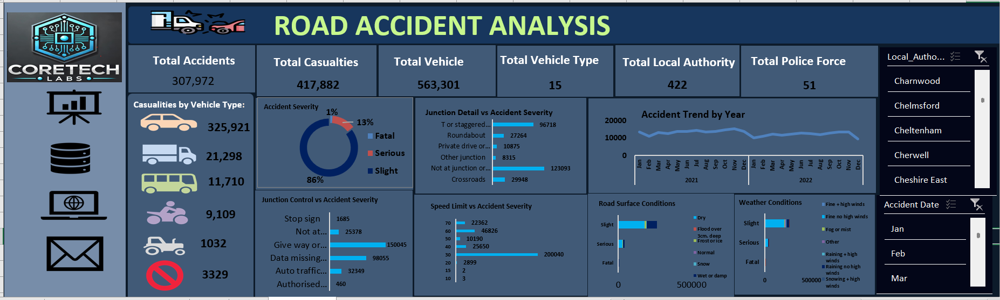 CORETECH
LABS
ROAD ACCIDENT ANALYSIS
Total Accidents
307,972
Total Casualties
417,882
Total Vehicle
563,301
Total Vehicle Type
15
Total Local Authority
422
Total Police Force
51
Local_Autho...
Charnwood
Chelmsford
Cheltenham
Cherwell
Cheshire East
Accident Date
Jan
Feb
Mar
Casualities by Vehicle Type:
325,921
21,298
11,710
9,109
1032
3329
Accident Severity
1%
13%
86%
Fatal
Serious
Slight
Junction Detail vs Accident Severity
T or staggered... 96718
Roundabout 27264
Private drive or... 10875
Other junction 8315
Not at junction or... 123093
Crossroads 29948
Accident Trend by Year
20000
10000
0
Jan Feb Mar Apr May Jun Jul Aug Sep Oct Nov Dec Jan Feb Mar Apr May Jun Jul Aug Sep Oct Nov Dec
2021 2022
Junction Control vs Accident Severity
Stop sign 1685
Not at... 25378
Give way or... 150045
Data missing... 98055
Auto traffic... 32349
Authorised... 460
Speed Limit vs Accident Severity
70 22362
60 46826
50 10190
40 25650
30 200040
20 2899
15 2
10 3
Road Surface Conditions
Slight
Serious
Fatal
0 500000
Dry
Flood over
3cm. deep
Frost or ice
Normal
Snow
Wet or damp
Weather Conditions
Slight
Serious
Fatal
0 500000
Fine + high winds
Fine no high winds
Fog or mist
Other
Raining + high
winds
Raining no high
winds
Snowing + high
winds